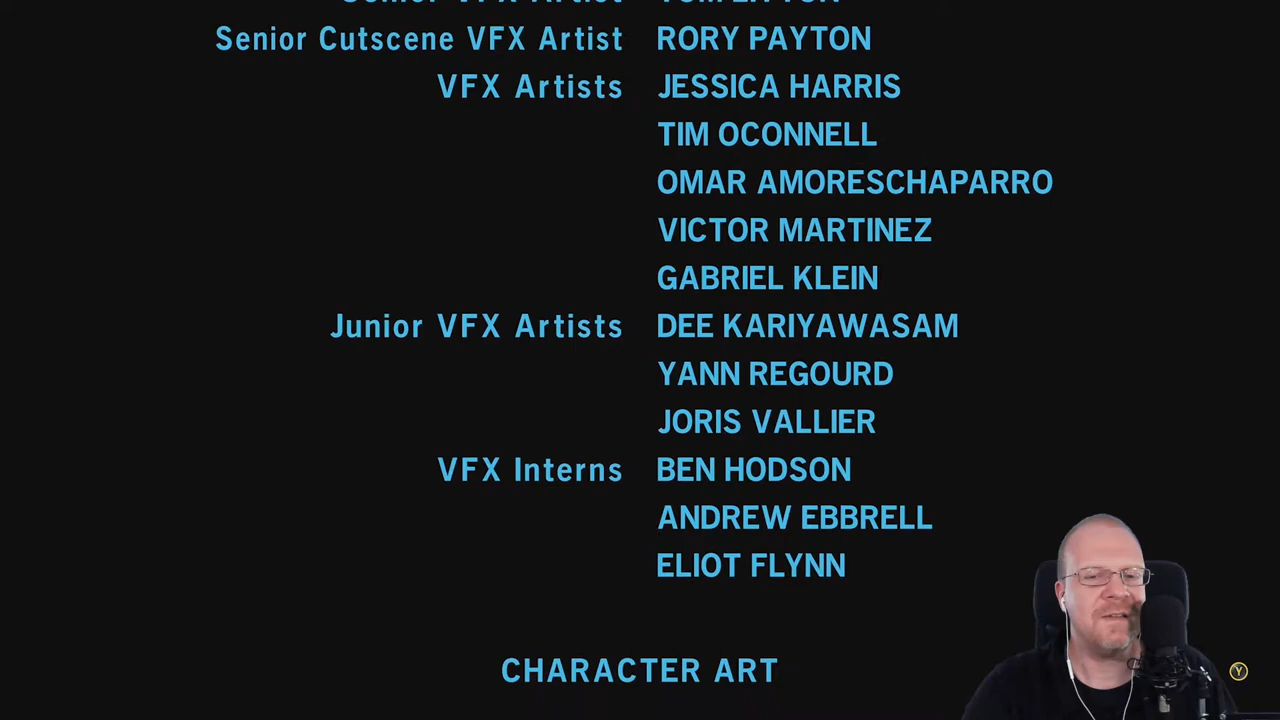 Senior Cutscene VFX Artist RORY PAYTON
VFX Artists JESSICA HARRIS
TIM OCONNELL
OMAR AMORESCHAPARRO
VICTOR MARTINEZ
GABRIEL KLEIN
Junior VFX Artists DEE KARIYAWASAM
YANN REGOURD
JORIS VALLIER
VFX Interns BEN HODSON
ANDREW EBBRELL
ELIOT FLYNN
CHARACTER ART
Y